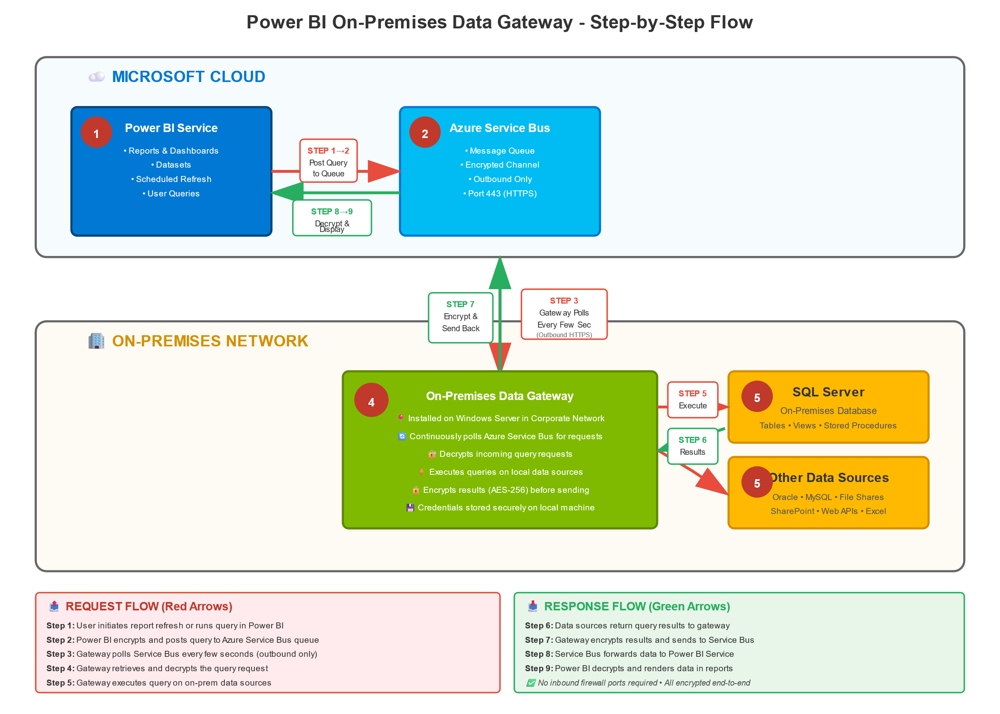 Power BI On-Premises Data Gateway - Step-by-Step Flow
MICROSOFT CLOUD
1
Power BI Service
• Reports & Dashboards
• Datasets
• Scheduled Refresh
• User Queries
STEP 1→2
Post Query
to Queue
STEP 8→9
Decrypt &
Display
2
Azure Service Bus
• Message Queue
• Encrypted Channel
• Outbound Only
• Port 443 (HTTPS)
STEP 7
Encrypt &
Send Back
STEP 3
Gateway Polls
Every Few Sec
(Outbound HTTPS)
ON-PREMISES NETWORK
4
On-Premises Data Gateway
📍 Installed on Windows Server in Corporate Network
🔄 Continuously polls Azure Service Bus for requests
🔐 Decrypts incoming query requests
⚡ Executes queries on local data sources
🔒 Encrypts results (AES-256) before sending
💾 Credentials stored securely on local machine
STEP 5
Execute
STEP 6
Results
5
SQL Server
On-Premises Database
Tables • Views • Stored Procedures
5
Other Data Sources
Oracle • MySQL • File Shares
SharePoint • Web APIs • Excel
📤 REQUEST FLOW (Red Arrows)
Step 1: User initiates report refresh or runs query in Power BI
Step 2: Power BI encrypts and posts query to Azure Service Bus queue
Step 3: Gateway polls Service Bus every few seconds (outbound only)
Step 4: Gateway retrieves and decrypts the query request
Step 5: Gateway executes query on on-prem data sources
📥 RESPONSE FLOW (Green Arrows)
Step 6: Data sources return query results to gateway
Step 7: Gateway encrypts results and sends to Service Bus
Step 8: Service Bus forwards data to Power BI Service
Step 9: Power BI decrypts and renders data in reports
✅ No inbound firewall ports required • All encrypted end-to-end